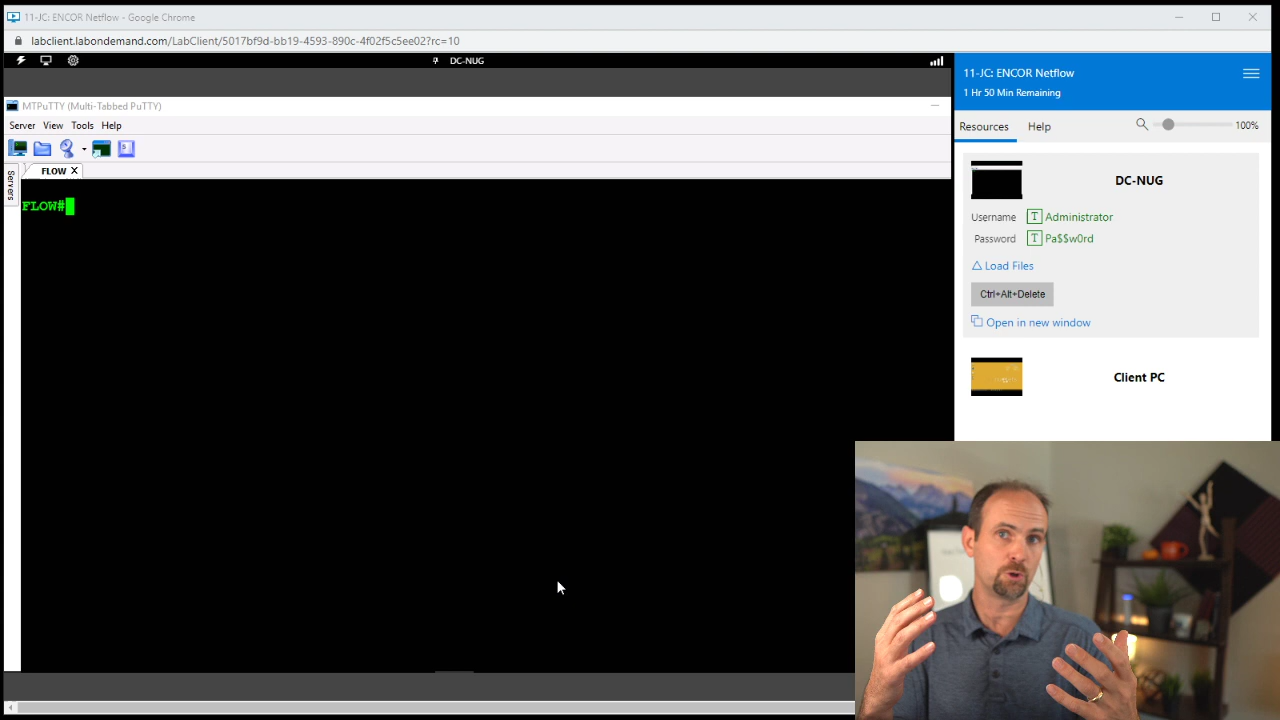 11-JC: ENCOR Netflow - Google Chrome
labclient.labondemand.com/LabClient/5017bf9d-bb19-4593-890c-4f02f5c5ee02?rc=10
DC-NUG
11-JC: ENCOR Netflow
1 Hr 50 Min Remaining
MTPuTTY (Multi-Tabbed PuTTY)
Server View Tools Help
Resources Help 100%
FLOW X
Servers
FLOW#
DC-NUG
Username T Administrator
Password T Pa$$w0rd
Load Files
Ctrl+Alt+Delete
Open in new window
Client PC